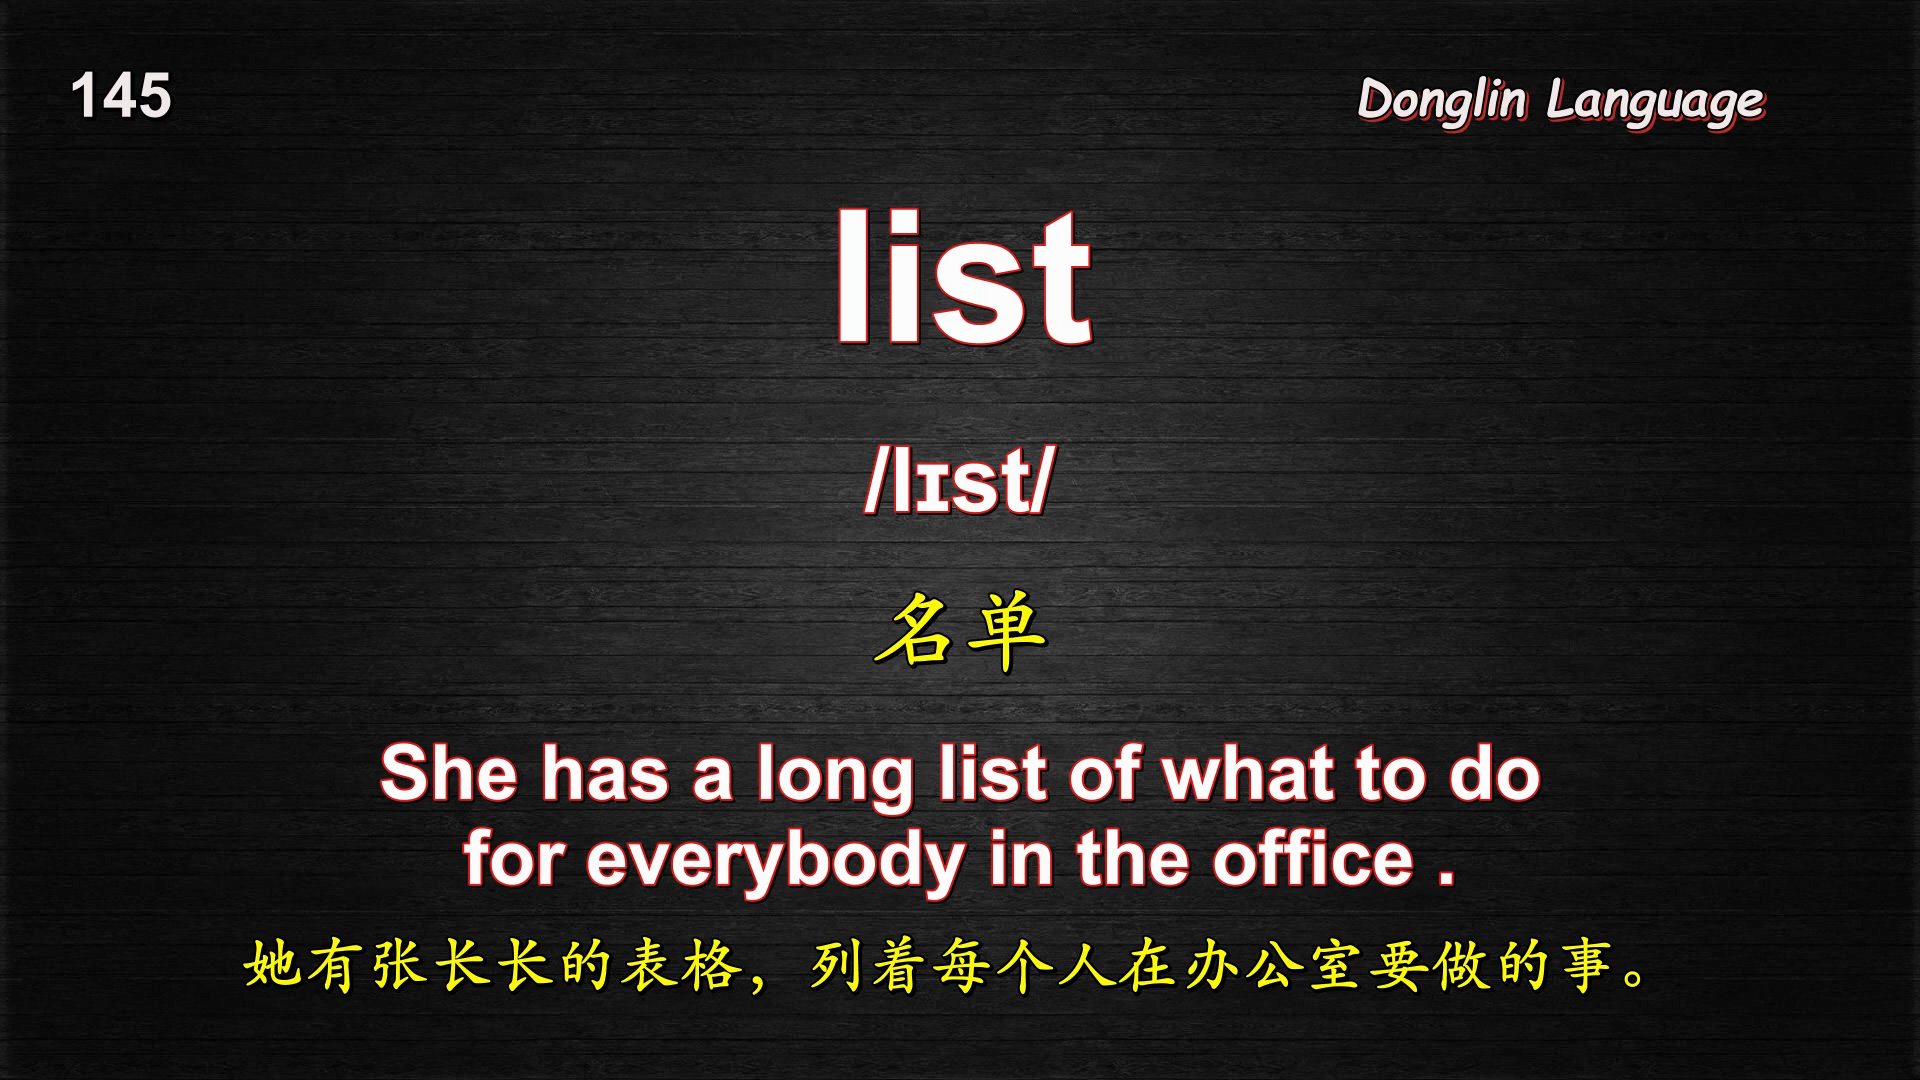 145
Donglin Language
list
/lɪst/
名单
She has a long list of what to do
for everybody in the office .
她有张长长的表格，列着每个人在办公室要做的事。